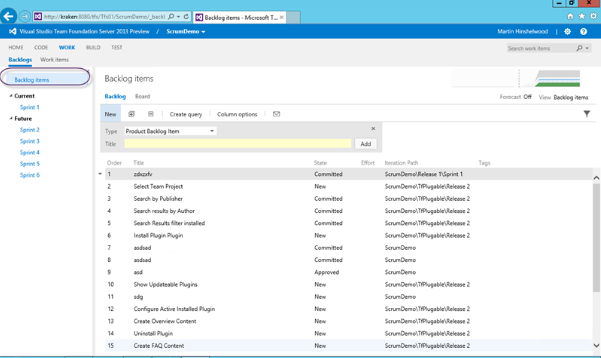 http://kraken:8080/tfs/Tfs01/ScrumDemo/_backl
Backlog items - Microsoft T...
Visual Studio Team Foundation Server 2013 Preview / ScrumDemo
Martin Hinshelwood
HOME CODE WORK BUILD TEST
Search work items
Backlogs Work items
Backlog items
Current
Sprint 1
Future
Sprint 2
Sprint 3
Sprint 4
Sprint 5
Sprint 6
Backlog items
Backlog Board
Forecast Off View Backlog items
New Create query Column options
Type Product Backlog Item
Title Add
Order Title State Effort Iteration Path Tags
1 Committed ScrumDemo\Release 1\Sprint 1
2 Select Team Project New ScrumDemo\TfPlugable\Release 2
3 Search by Publisher Committed ScrumDemo\TfPlugable\Release 2
4 Search results by Author Committed ScrumDemo\TfPlugable\Release 2
5 Search Results filter installed Committed ScrumDemo\TfPlugable\Release 2
6 Install Plugin Plugin New ScrumDemo\TfPlugable\Release 2
7 asdsad Committed ScrumDemo
8 asdsad Committed ScrumDemo
9 asd Approved ScrumDemo
10 Show Updateable Plugins New ScrumDemo\TfPlugable\Release 2
11 sdg New ScrumDemo
12 Configure Active Installed Plugin New ScrumDemo\TfPlugable\Release 2
13 Create Overview Content New ScrumDemo\TfPlugable\Release 2
14 Uninstall Plugin New ScrumDemo\TfPlugable\Release 2
15 Create FAQ Content New ScrumDemo\TfPlugable\Release 2